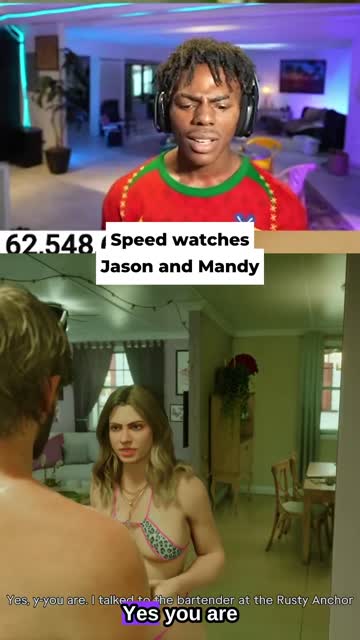 62,548
Speed watches
Jason and Mandy
Yes, y-you are. I talked to the bartender at the Rusty Anchor
Yes you are